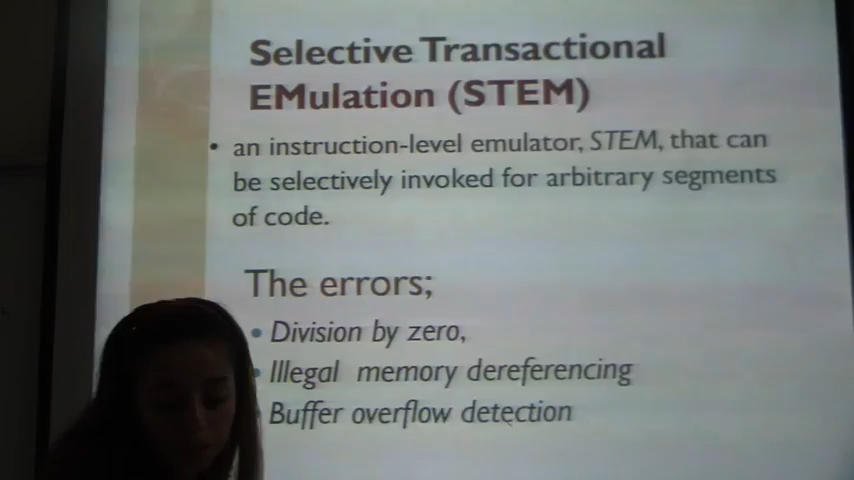 Selective Transactional
EMulation (STEM)
• an instruction-level emulator, STEM, that can
be selectively invoked for arbitrary segments
of code.
The errors;
• Division by zero,
• Illegal memory dereferencing
Buffer overflow detection